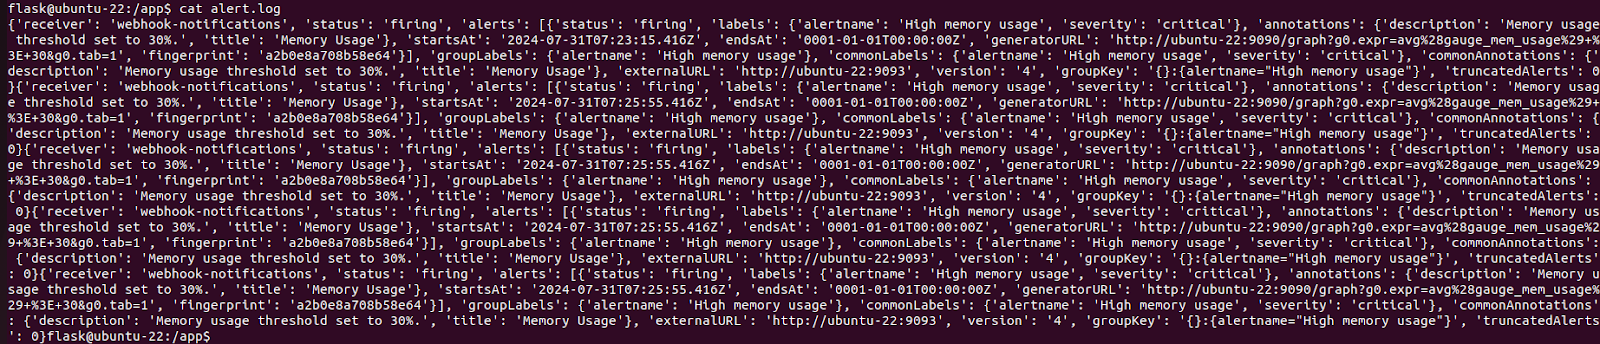 flask@ubuntu-22:/app$ cat alert.log
{'receiver': 'webhook-notifications', 'status': 'firing', 'alerts': [{'status': 'firing', 'labels': {'alertname': 'High memory usage', 'severity': 'critical'}, 'annotations': {'description': 'Memory usage
 threshold set to 30%.', 'title': 'Memory Usage'}, 'startsAt': '2024-07-31T07:23:15.416Z', 'endsAt': '0001-01-01T00:00:00Z', 'generatorURL': 'http://ubuntu-22:9090/graph?g0.expr=avg%28gauge_mem_usage%29+%
3E+30&g0.tab=1', 'fingerprint': 'a2b0e8a708b58e64'}], 'groupLabels': {'alertname': 'High memory usage'}, 'commonLabels': {'alertname': 'High memory usage', 'severity': 'critical'}, 'commonAnnotations': {'
description': 'Memory usage threshold set to 30%.', 'title': 'Memory Usage'}, 'externalURL': 'http://ubuntu-22:9093', 'version': '4', 'groupKey': '{}:{alertname="High memory usage"}', 'truncatedAlerts': 0
}{'receiver': 'webhook-notifications', 'status': 'firing', 'alerts': [{'status': 'firing', 'labels': {'alertname': 'High memory usage', 'severity': 'critical'}, 'annotations': {'description': 'Memory usag
e threshold set to 30%.', 'title': 'Memory Usage'}, 'startsAt': '2024-07-31T07:25:55.416Z', 'endsAt': '0001-01-01T00:00:00Z', 'generatorURL': 'http://ubuntu-22:9090/graph?g0.expr=avg%28gauge_mem_usage%29+
%3E+30&g0.tab=1', 'fingerprint': 'a2b0e8a708b58e64'}], 'groupLabels': {'alertname': 'High memory usage'}, 'commonLabels': {'alertname': 'High memory usage', 'severity': 'critical'}, 'commonAnnotations': {
'description': 'Memory usage threshold set to 30%.', 'title': 'Memory Usage'}, 'externalURL': 'http://ubuntu-22:9093', 'version': '4', 'groupKey': '{}:{alertname="High memory usage"}', 'truncatedAlerts':
0}{'receiver': 'webhook-notifications', 'status': 'firing', 'alerts': [{'status': 'firing', 'labels': {'alertname': 'High memory usage', 'severity': 'critical'}, 'annotations': {'description': 'Memory usa
ge threshold set to 30%.', 'title': 'Memory Usage'}, 'startsAt': '2024-07-31T07:25:55.416Z', 'endsAt': '0001-01-01T00:00:00Z', 'generatorURL': 'http://ubuntu-22:9090/graph?g0.expr=avg%28gauge_mem_usage%29
+%3E+30&g0.tab=1', 'fingerprint': 'a2b0e8a708b58e64'}], 'groupLabels': {'alertname': 'High memory usage'}, 'commonLabels': {'alertname': 'High memory usage', 'severity': 'critical'}, 'commonAnnotations':
{'description': 'Memory usage threshold set to 30%.', 'title': 'Memory Usage'}, 'externalURL': 'http://ubuntu-22:9093', 'version': '4', 'groupKey': '{}:{alertname="High memory usage"}', 'truncatedAlerts':
 0}{'receiver': 'webhook-notifications', 'status': 'firing', 'alerts': [{'status': 'firing', 'labels': {'alertname': 'High memory usage', 'severity': 'critical'}, 'annotations': {'description': 'Memory us
age threshold set to 30%.', 'title': 'Memory Usage'}, 'startsAt': '2024-07-31T07:25:55.416Z', 'endsAt': '0001-01-01T00:00:00Z', 'generatorURL': 'http://ubuntu-22:9090/graph?g0.expr=avg%28gauge_mem_usage%2
9+%3E+30&g0.tab=1', 'fingerprint': 'a2b0e8a708b58e64'}], 'groupLabels': {'alertname': 'High memory usage'}, 'commonLabels': {'alertname': 'High memory usage', 'severity': 'critical'}, 'commonAnnotations':
 {'description': 'Memory usage threshold set to 30%.', 'title': 'Memory Usage'}, 'externalURL': 'http://ubuntu-22:9093', 'version': '4', 'groupKey': '{}:{alertname="High memory usage"}', 'truncatedAlerts'
: 0}{'receiver': 'webhook-notifications', 'status': 'firing', 'alerts': [{'status': 'firing', 'labels': {'alertname': 'High memory usage', 'severity': 'critical'}, 'annotations': {'description': 'Memory u
sage threshold set to 30%.', 'title': 'Memory Usage'}, 'startsAt': '2024-07-31T07:25:55.416Z', 'endsAt': '0001-01-01T00:00:00Z', 'generatorURL': 'http://ubuntu-22:9090/graph?g0.expr=avg%28gauge_mem_usage%
29+%3E+30&g0.tab=1', 'fingerprint': 'a2b0e8a708b58e64'}], 'groupLabels': {'alertname': 'High memory usage'}, 'commonLabels': {'alertname': 'High memory usage', 'severity': 'critical'}, 'commonAnnotations'
: {'description': 'Memory usage threshold set to 30%.', 'title': 'Memory Usage'}, 'externalURL': 'http://ubuntu-22:9093', 'version': '4', 'groupKey': '{}:{alertname="High memory usage"}', 'truncatedAlerts
': 0}flask@ubuntu-22:/app$